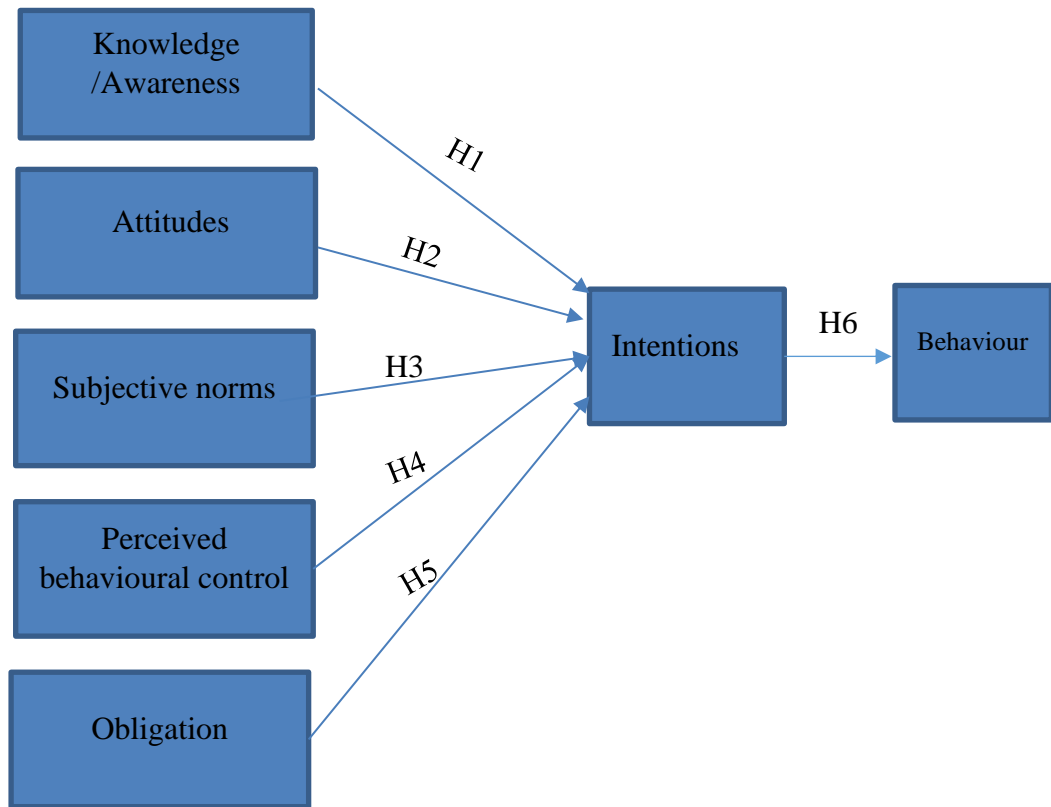 Knowledge
/Awareness
H1
Attitudes
H2
Subjective norms
H3
Intentions
H6
Behaviour
Perceived
behavioural control
H4
Obligation
H5